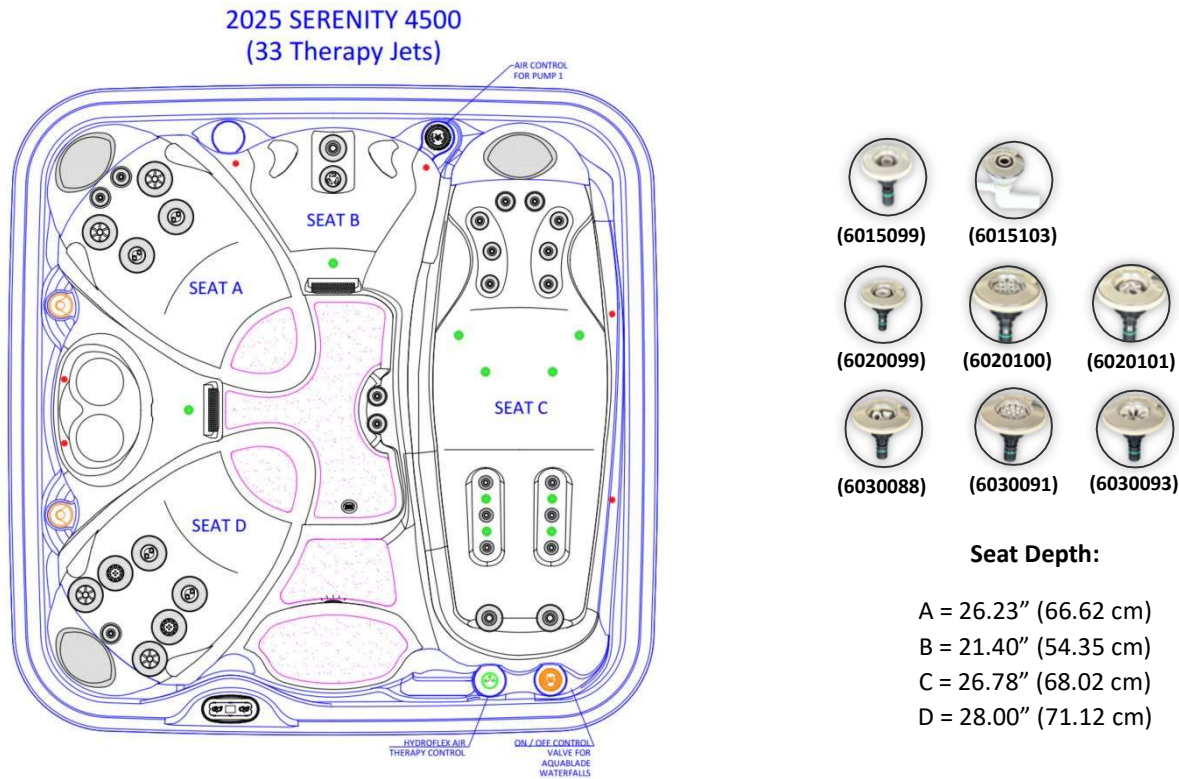 2025 SERENITY 4500
(33 Therapy Jets)
AIR CONTROL
FOR PUMP 1
SEAT B
SEAT A
SEAT C
SEAT D
HYDROFLEX AIR
THERAPY CONTROL
ON / OFF CONTROL
VALVE FOR
AQUABLADE
WATERFALLS
(6015099)
(6015103)
(6020099)
(6020100)
(6020101)
(6030088)
(6030091)
(6030093)
Seat Depth:
A = 26.23” (66.62 cm)
B = 21.40” (54.35 cm)
C = 26.78” (68.02 cm)
D = 28.00” (71.12 cm)